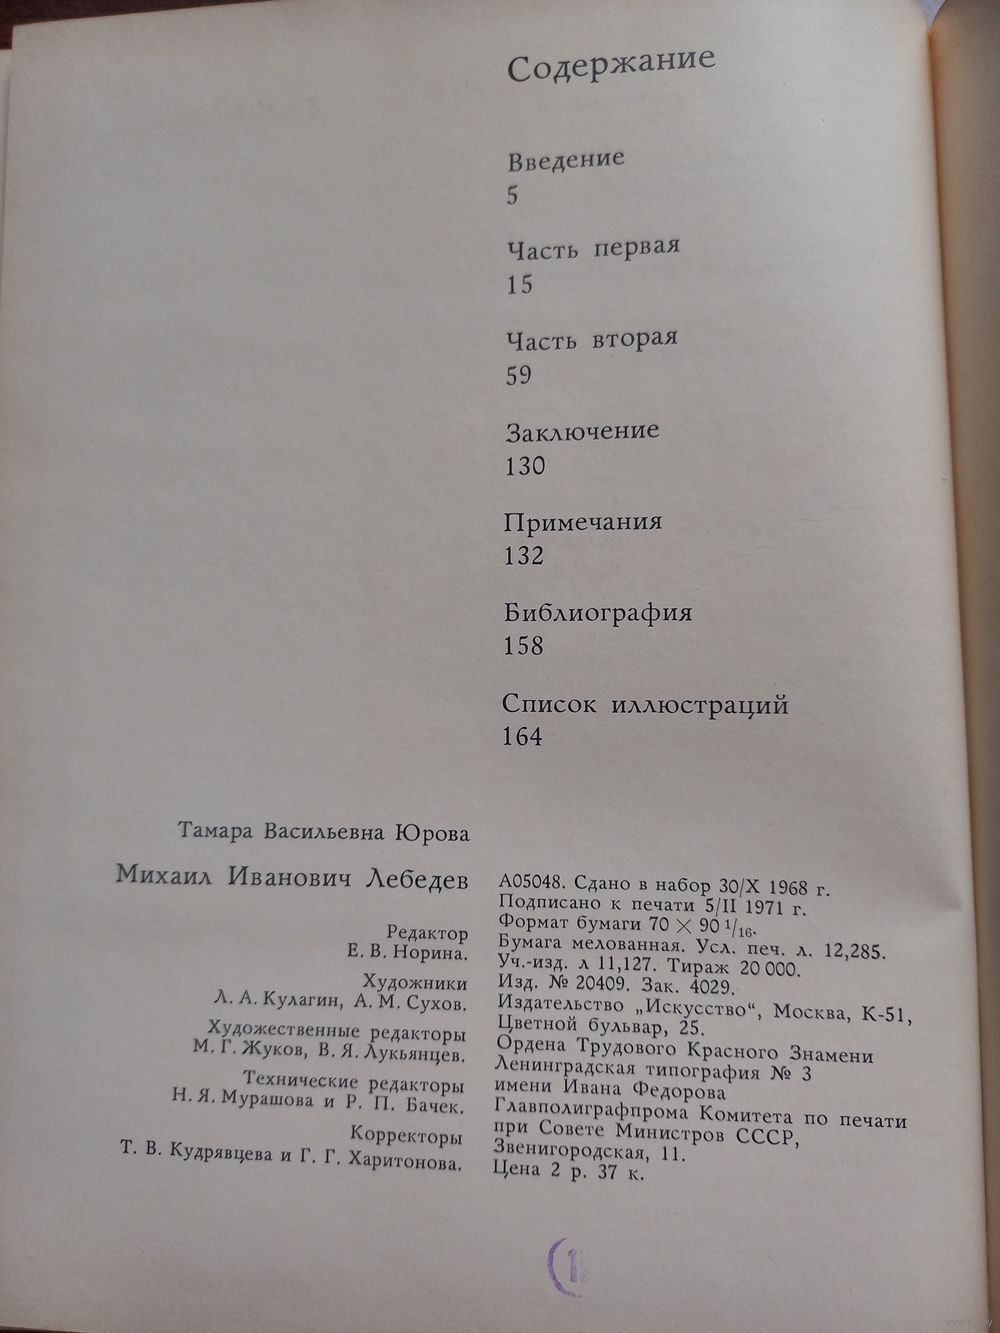 Содержание
Введение
5
Часть первая
15
Часть вторая
59
Заключение
130
Примечания
132
Библиография
158
Список иллюстраций
164
Тамара Васильевна Юрова
Михаил Иванович Лебедев
Редактор
Е. В. Норина.
Художники
Л. А. Кулагин, А. М. Сухов.
Художественные редакторы
М. Г. Жуков, В. Я. Лукьянцев.
Технические редакторы
Н. Я. Мурашова и Р. П. Бачек.
Корректоры
Т. В. Кудрявцева и Г. Г. Харитонова.
А05048. Сдано в набор 30/X 1968 г.
Подписано к печати 5/II 1971 г.
Формат бумаги 70 × 90 1/16.
Бумага мелованная. Усл. печ. л. 12,285.
Уч.-изд. л 11,127. Тираж 20 000.
Изд. № 20409. Зак. 4029.
Издательство „Искусство“, Москва, К-51,
Цветной бульвар, 25.
Ордена Трудового Красного Знамени
Ленинградская типография № 3
имени Ивана Федорова
Главполиграфпрома Комитета по печати
при Совете Министров СССР,
Звенигородская, 11.
Цена 2 р. 37 к.